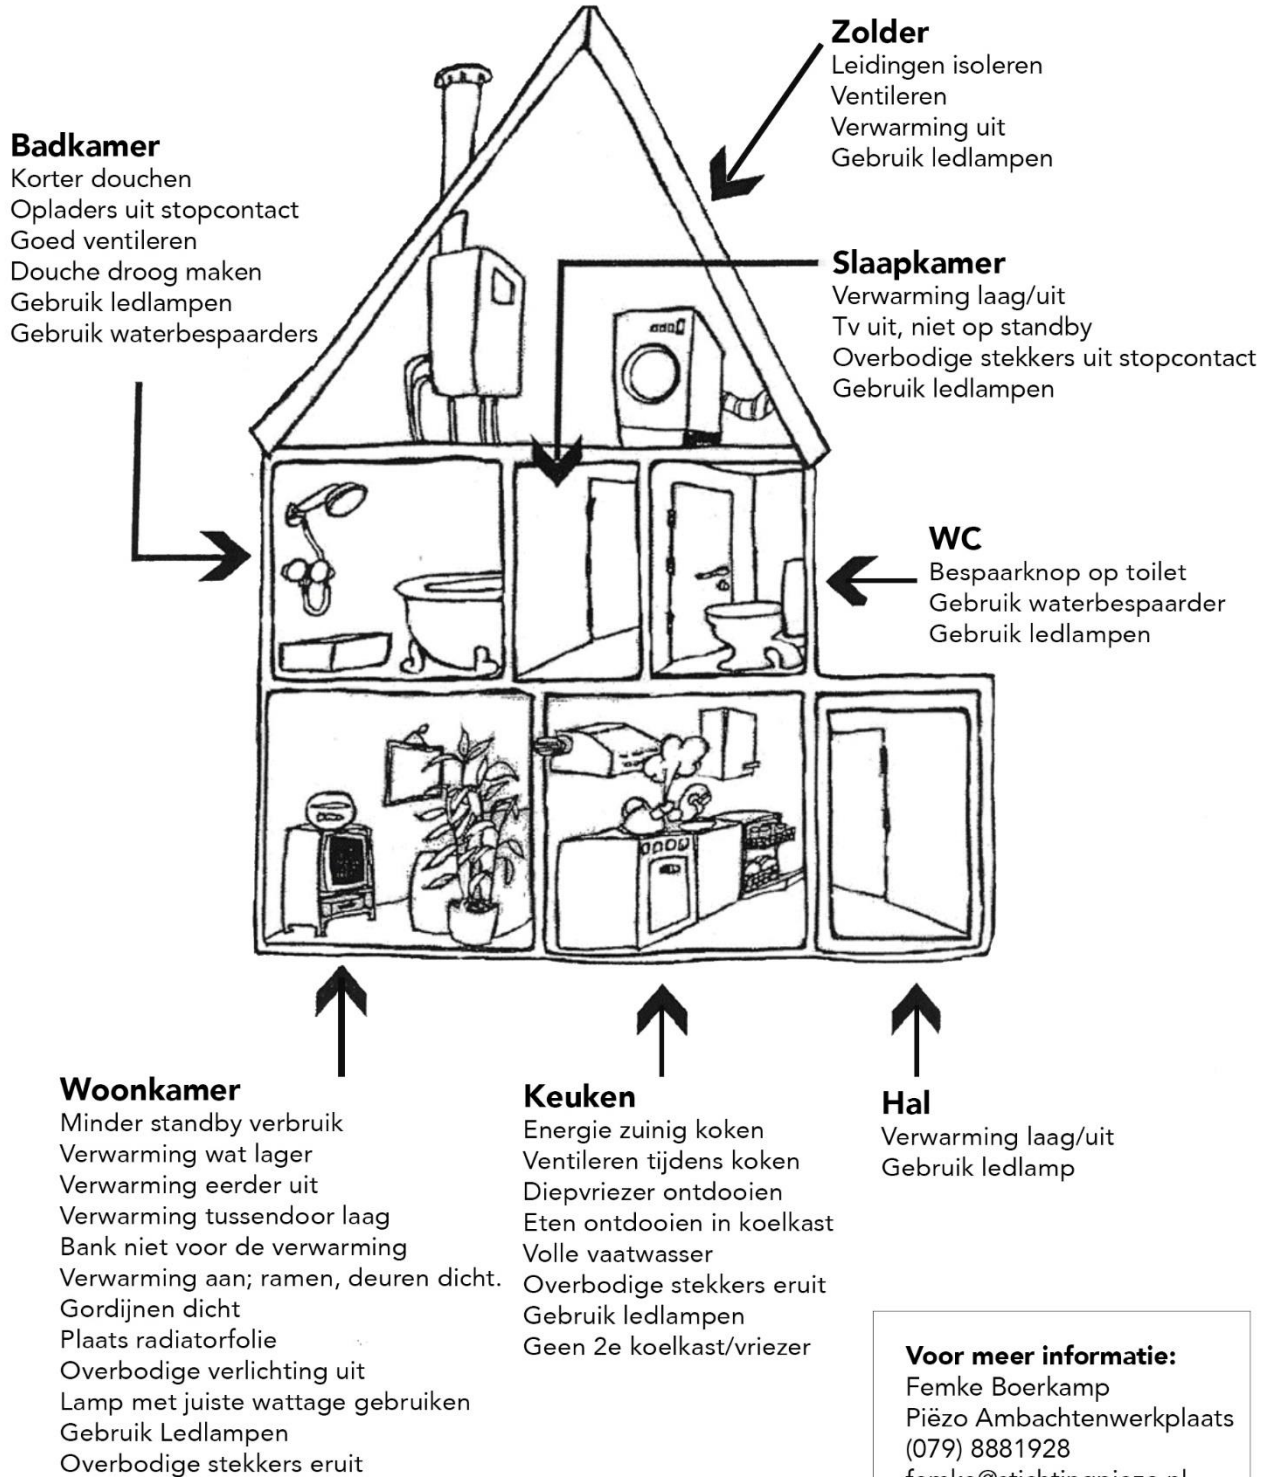 Zolder
Leidingen isoleren
Ventileren
Verwarming uit
Gebruik ledlampen
Badkamer
Korter douchen
Opladers uit stopcontact
Goed ventileren
Douche droog maken
Gebruik ledlampen
Gebruik waterbespaarders
Slaapkamer
Verwarming laag/uit
Tv uit, niet op standby
Overbodige stekkers uit stopcontact
Gebruik ledlampen
WC
Bespaarknop op toilet
Gebruik waterbespaarder
Gebruik ledlampen
Woonkamer
Minder standby verbruik
Verwarming wat lager
Verwarming eerder uit
Verwarming tussendoor laag
Bank niet voor de verwarming
Verwarming aan; ramen, deuren dicht.
Gordijnen dicht
Plaats radiatorfolie
Overbodige verlichting uit
Lamp met juiste wattage gebruiken
Gebruik Ledlampen
Overbodige stekkers eruit
Keuken
Energie zuinig koken
Ventileren tijdens koken
Diepvriezer ontdooien
Eten ontdooien in koelkast
Volle vaatwasser
Overbodige stekkers eruit
Gebruik ledlampen
Geen 2e koelkast/vriezer
Hal
Verwarming laag/uit
Gebruik ledlamp
Voor meer informatie:
Femke Boerkamp
Piëzo Ambachtenwerkplaats
(079) 8881928
femke@stichtingpiezo.nl